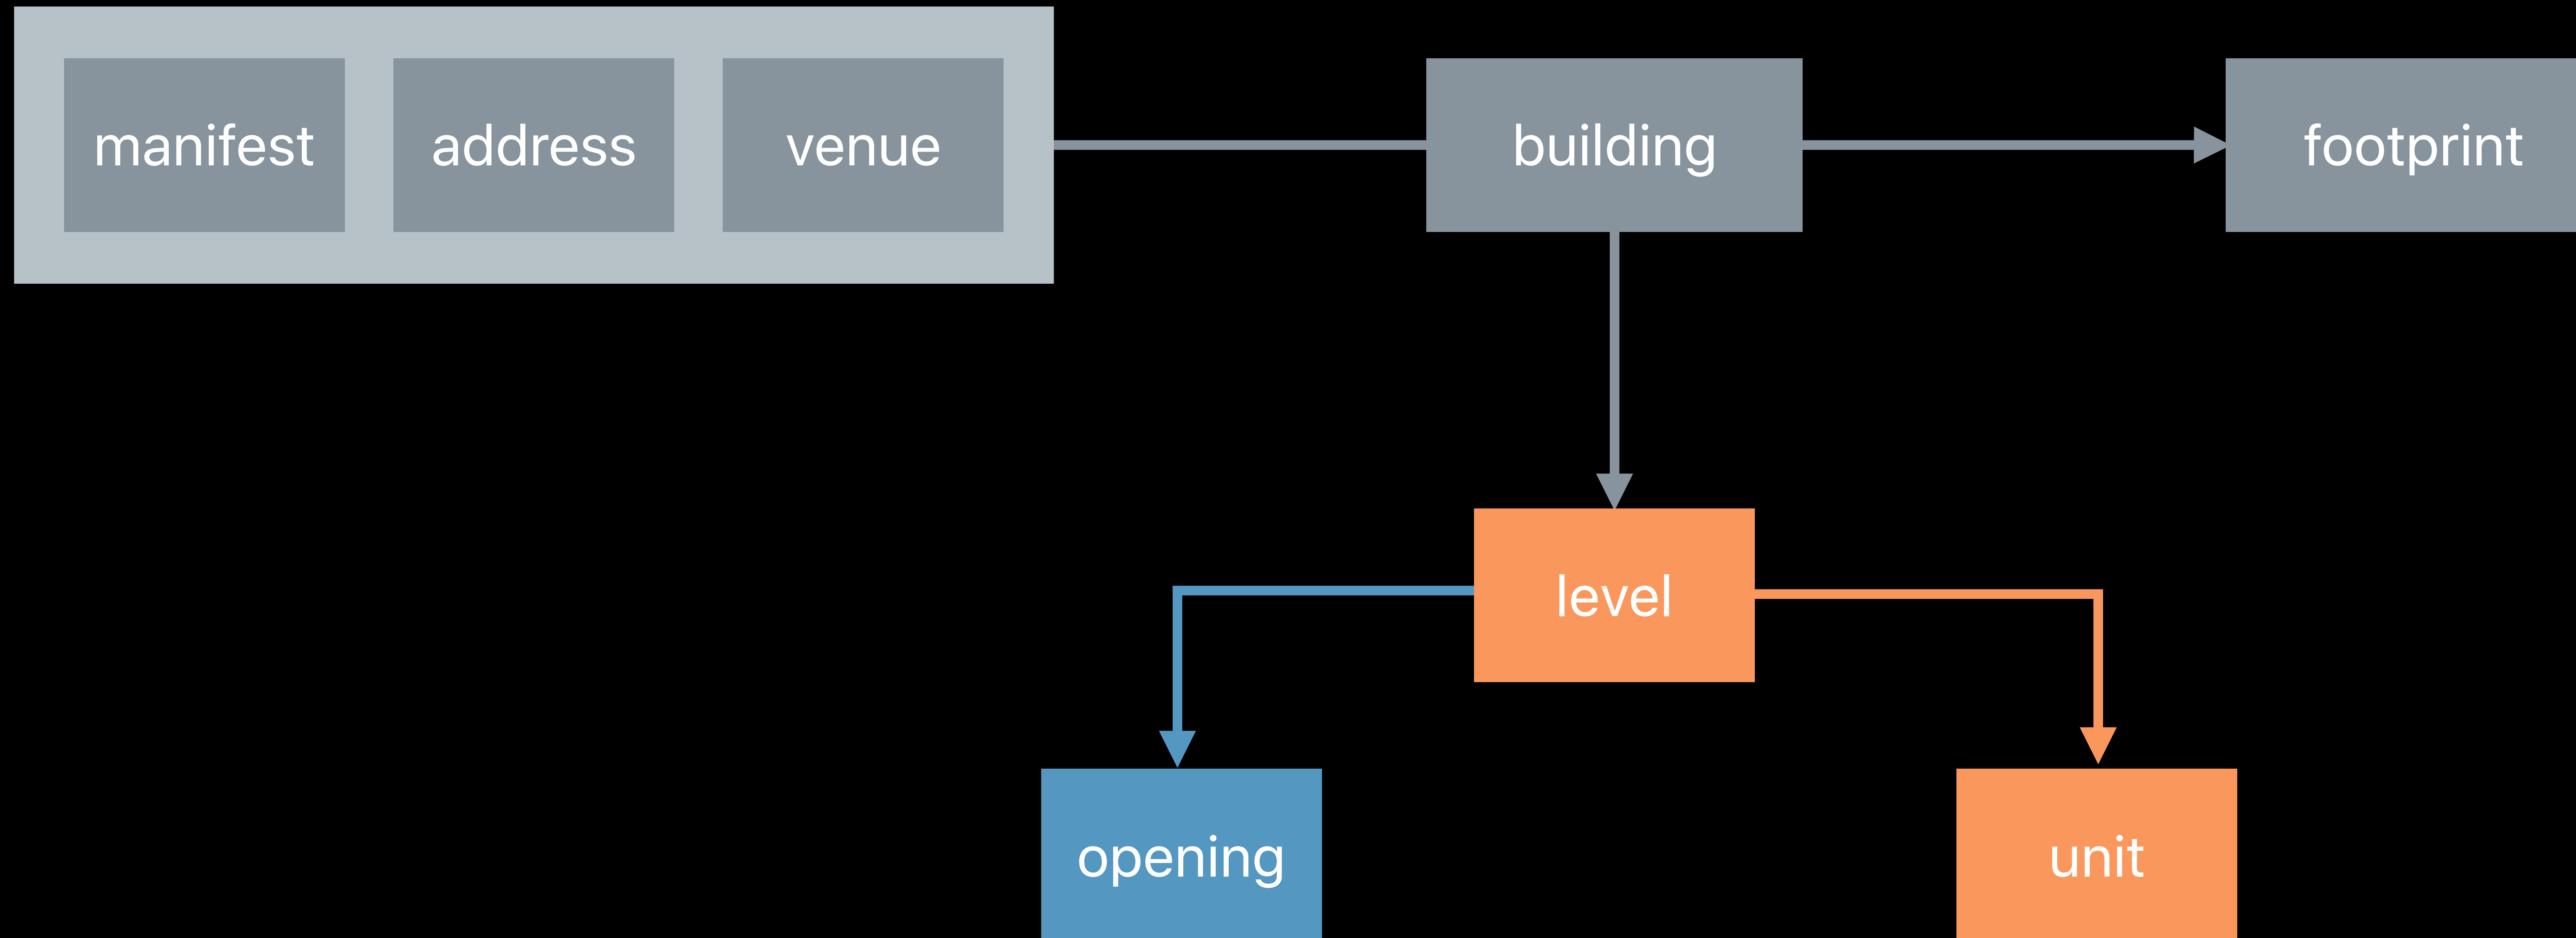 manifest
address
venue
building
footprint
level
opening
unit